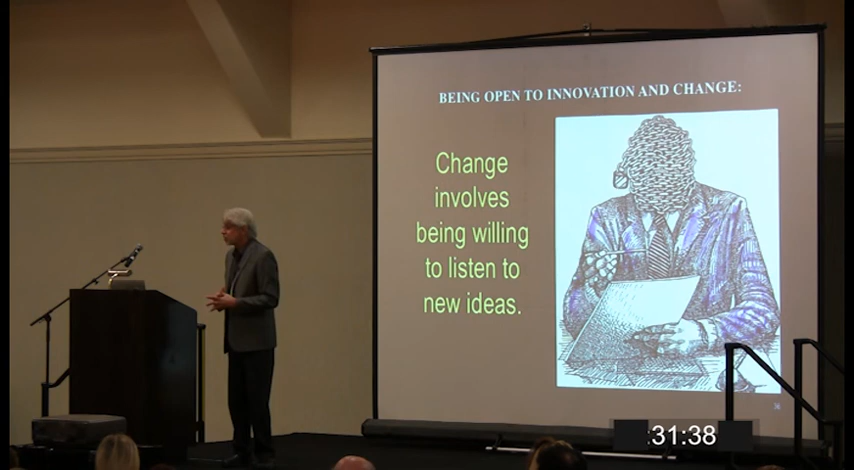 BEING OPEN TO INNOVATION AND CHANGE:
Change
involves
being willing
to listen to
new ideas.
:31:38